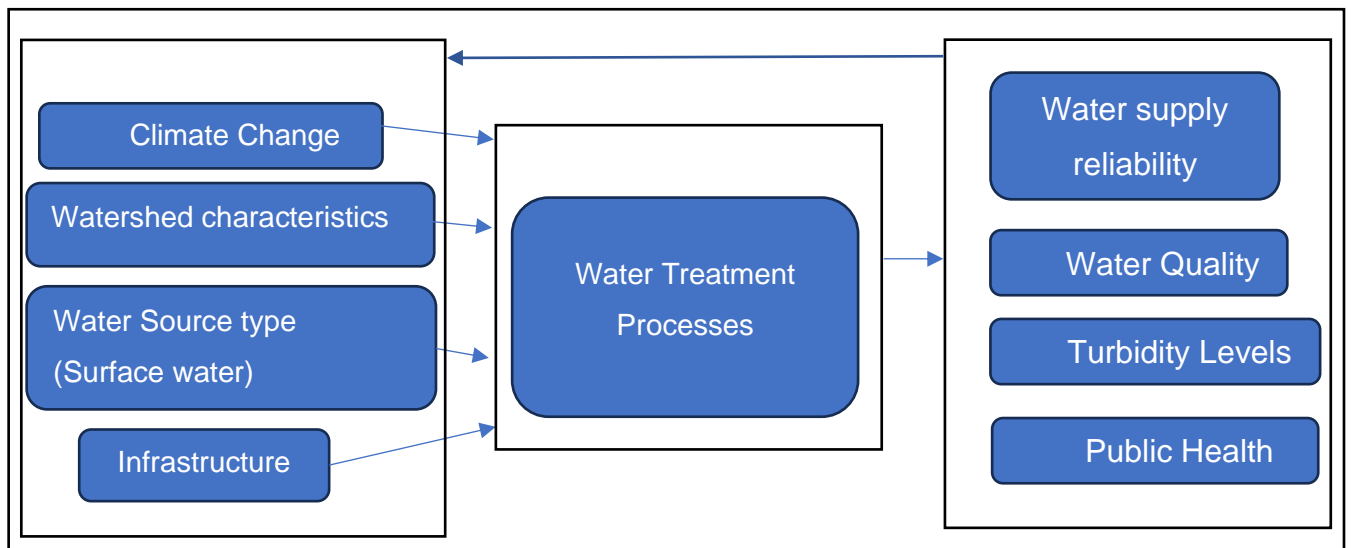 Climate Change
Watershed characteristics
Water Source type
(Surface water)
Infrastructure
Water Treatment
Processes
Water supply
reliability
Water Quality
Turbidity Levels
Public Health